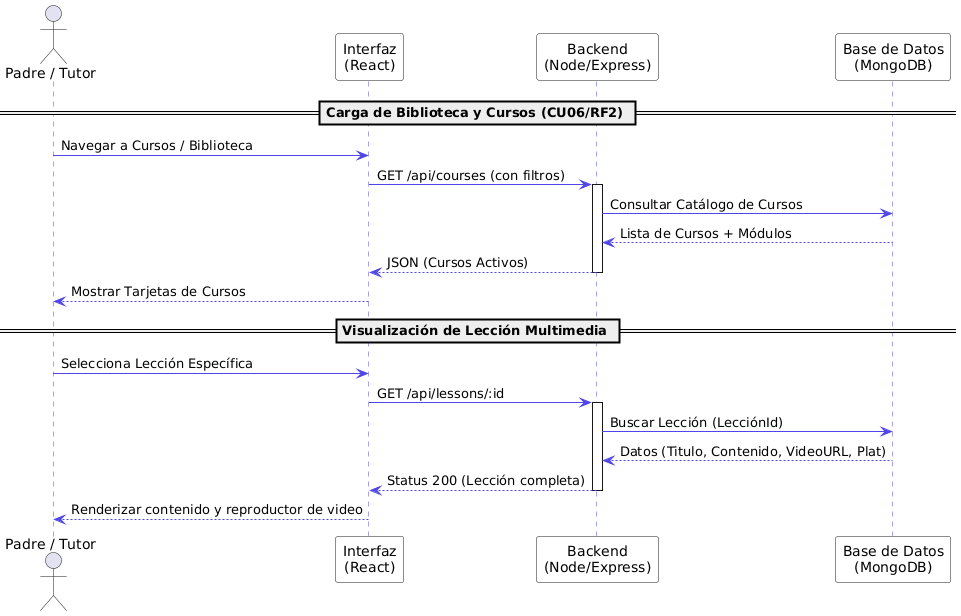 Padre / Tutor
Interfaz
(React)
Backend
(Node/Express)
Base de Datos
(MongoDB)
Carga de Biblioteca y Cursos (CU06/RF2)
Navegar a Cursos / Biblioteca
GET /api/courses (con filtros)
Consultar Catálogo de Cursos
Lista de Cursos + Módulos
JSON (Cursos Activos)
Mostrar Tarjetas de Cursos
Visualización de Lección Multimedia
Selecciona Lección Específica
GET /api/lessons/:id
Buscar Lección (LecciónId)
Datos (Titulo, Contenido, VideoURL, Plat)
Status 200 (Lección completa)
Renderizar contenido y reproductor de video
Padre / Tutor
Interfaz
(React)
Backend
(Node/Express)
Base de Datos
(MongoDB)